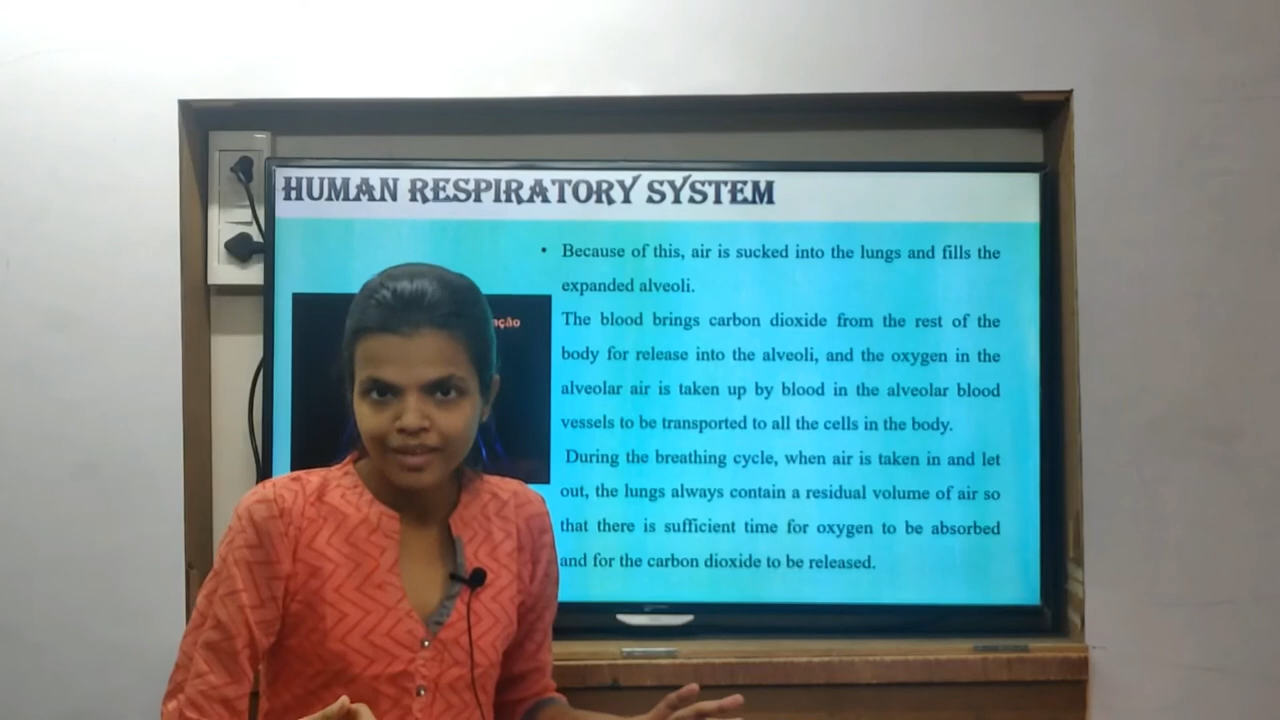 HUMAN RESPIRATORY SYSTEM
• Because of this, air is sucked into the lungs and fills the
expanded alveoli.
The blood brings carbon dioxide from the rest of the
body for release into the alveoli, and the oxygen in the
alveolar air is taken up by blood in the alveolar blood
vessels to be transported to all the cells in the body.
During the breathing cycle, when air is taken in and let
out, the lungs always contain a residual volume of air so
that there is sufficient time for oxygen to be absorbed
and for the carbon dioxide to be released.